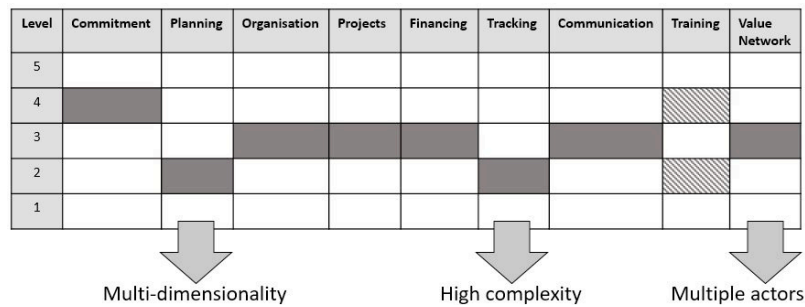 Level Commitment Planning Organisation Projects Financing Tracking Communication Training Value
Network
5
4
3
2
1
Multi-dimensionality High complexity Multiple actors